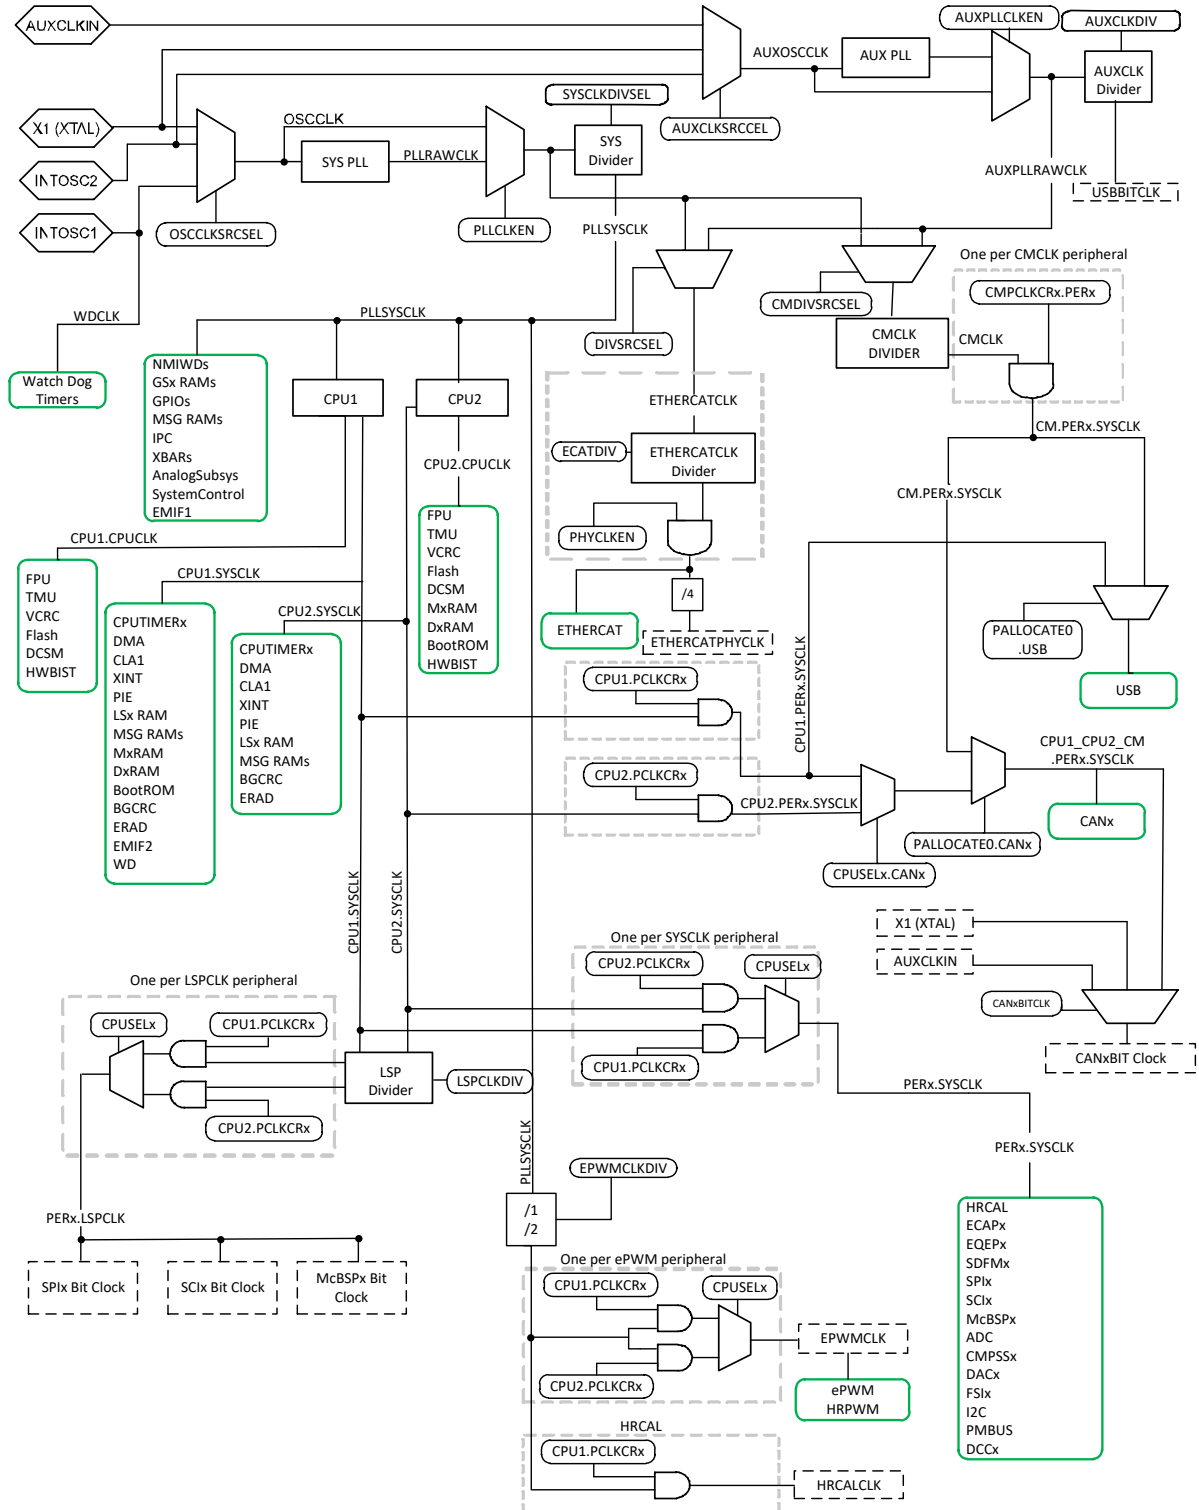 AUXCLKIN
AUXPLLCLKEN
AUXCLKDIV
AUXOSCCLK
AUX PLL
AUXCLK
Divider
SYSCLKDIVSEL
X1 (XTAL)
OSCCLK
AUXCLKSRCCEL
SYS PLL
PLLRAWCLK
SYS
Divider
INTOSC2
AUXPLLRAWCLK
USBBITCLK
INTOSC1
OSCCLKSRCSEL
PLLCLKEN
PLLSYSCLK
One per CMCLK peripheral
CMPCLKCRx.PERx
CMDIVSRCSEL
WDCLK
PLLSYSCLK
DIVSRCSEL
CMCLK
DIVIDER
CMCLK
Watch Dog
Timers
NMIWDs
GSx RAMs
GPIOs
MSG RAMs
IPC
XBARs
AnalogSubsys
SystemControl
EMIF1
CPU1
CPU2
ETHERCATCLK
CM.PERx.SYSCLK
ECATDIV
ETHERCATCLK
Divider
CPU2.CPUCLK
CM.PERx.SYSCLK
PHYCLKEN
CPU1.CPUCLK
FPU
TMU
VCRC
Flash
DCSM
MxRAM
DxRAM
BootROM
HWBIST
FPU
TMU
VCRC
Flash
DCSM
HWBIST
CPU1.SYSCLK
CPUTIMERx
DMA
CLA1
XINT
PIE
LSx RAM
MSG RAMs
MxRAM
DxRAM
BootROM
BGCRC
ERAD
EMIF2
WD
CPU2.SYSCLK
CPUTIMERx
DMA
CLA1
XINT
PIE
LSx RAM
MSG RAMs
BGCRC
ERAD
/4
ETHERCAT
ETHERCATPHYCLK
PALLOCATE0
.USB
USB
CPU1.PCLKCRx
CPU1.PERx.SYSCLK
CPU2.PCLKCRx
CPU2.PERx.SYSCLK
CPU1_CPU2_CM
.PERx.SYSCLK
CANx
PALLOCATE0.CANx
CPUSELx.CANx
CPU1.SYSCLK
CPU2.SYSCLK
X1 (XTAL)
AUXCLKIN
CANxBITCLK
CANxBIT Clock
One per SYSCLK peripheral
CPU2.PCLKCRx
CPUSELx
CPU1.PCLKCRx
One per LSPCLK peripheral
CPUSELx
CPU1.PCLKCRx
LSP
Divider
LSPCLKDIV
CPU2.PCLKCRx
PERx.SYSCLK
PERx.SYSCLK
PLLSYSCLK
EPWMCLKDIV
/1
/2
PERx.LSPCLK
SPIx Bit Clock
SCIx Bit Clock
McBSPx Bit
Clock
HRCAL
ECAPx
EQEPx
SDFMx
SPIx
SCIx
McBSPx
ADC
CMPSSx
DACx
FSIx
I2C
PMBUS
DCCx
One per ePWM peripheral
CPU1.PCLKCRx
CPUSELx
CPU2.PCLKCRx
EPWMCLK
ePWM
HRPWM
HRCAL
CPU1.PCLKCRx
HRCALCLK